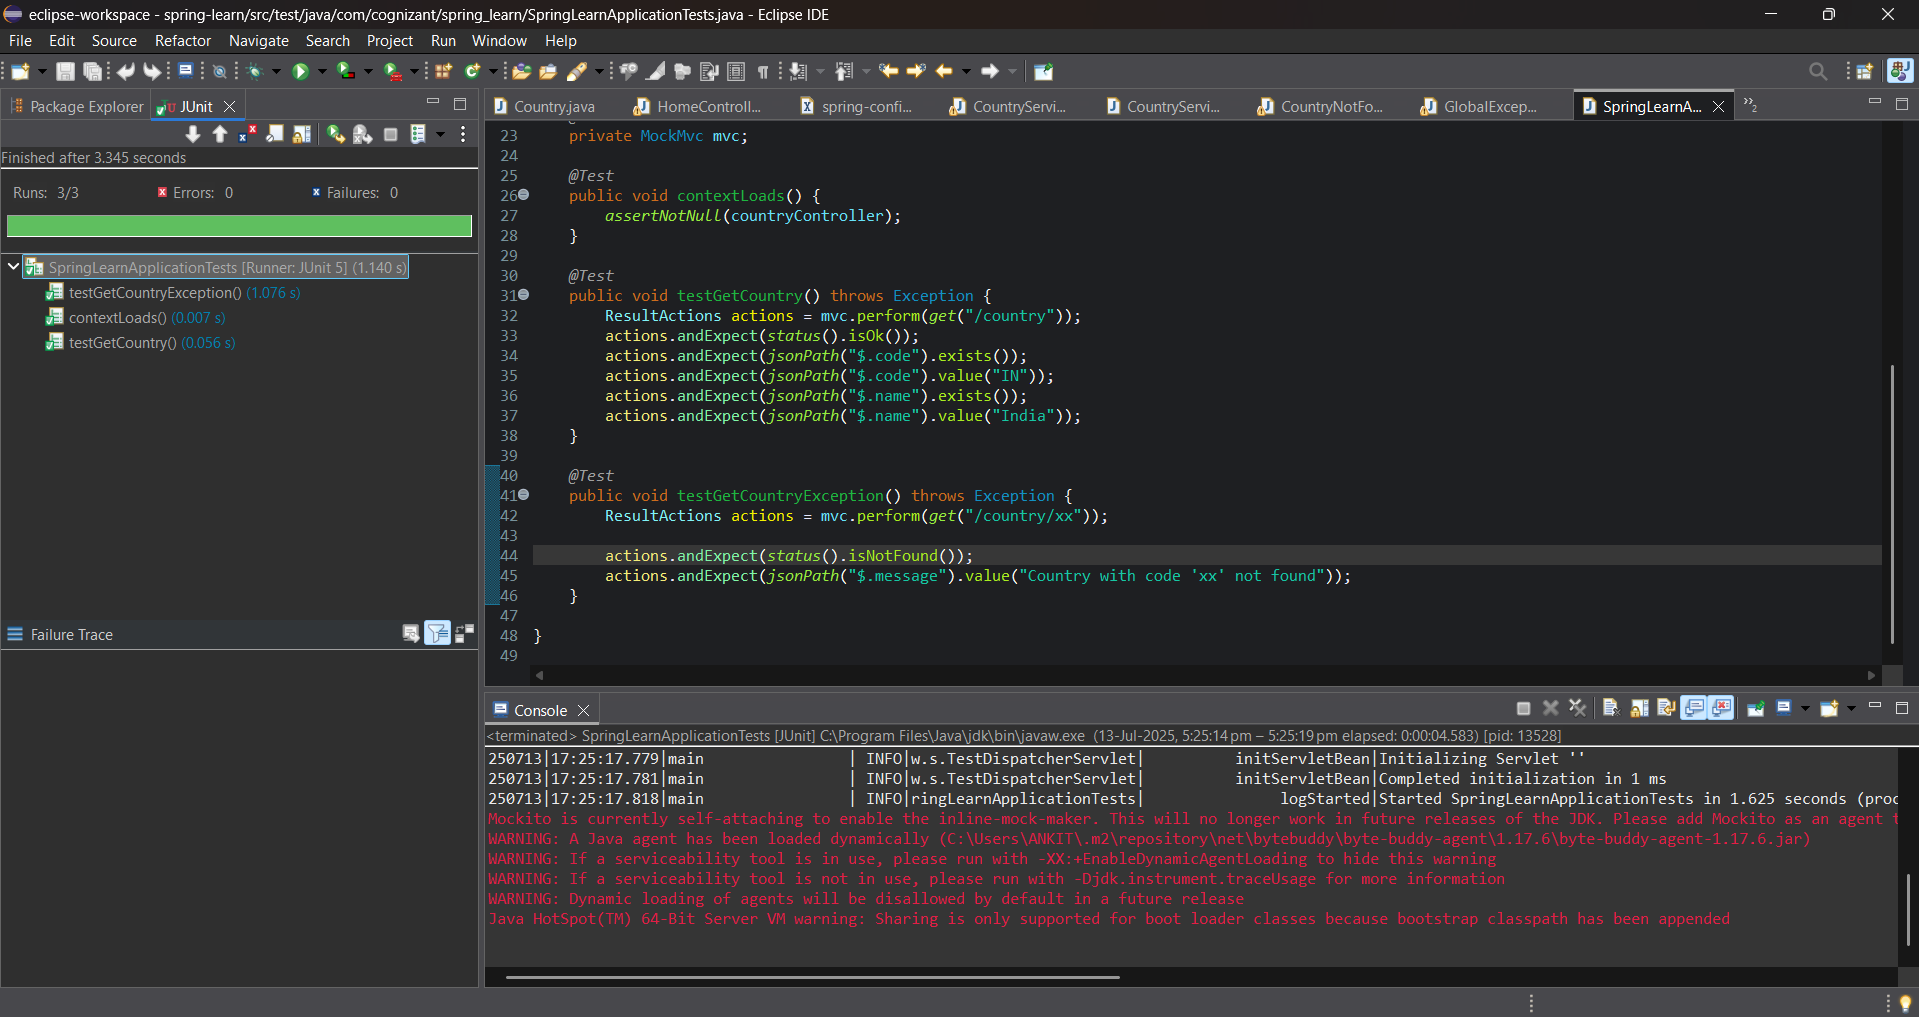 eclipse-workspace - spring-learn/src/test/java/com/cognizant/spring_learn/SpringLearnApplicationTests.java - Eclipse IDE
File Edit Source Refactor Navigate Search Project Run Window Help
Package Explorer JUnit
Finished after 3.345 seconds
Runs: 3/3 Errors: 0 Failures: 0
SpringLearnApplicationTests [Runner: JUnit 5] (1.140 s)
testGetCountryException() (1.076 s)
contextLoads() (0.007 s)
testGetCountry() (0.056 s)
Failure Trace
Country.java HomeControll... spring-confi... CountryServi... CountryServi... CountryNotFo... GlobalExcep... SpringLearnA... »2
23 private MockMvc mvc;
24
25 @Test
26 public void contextLoads() {
27 assertNotNull(countryController);
28 }
29
30 @Test
31 public void testGetCountry() throws Exception {
32 ResultActions actions = mvc.perform(get("/country"));
33 actions.andExpect(status().isOk());
34 actions.andExpect(jsonPath("$.code").exists());
35 actions.andExpect(jsonPath("$.code").value("IN"));
36 actions.andExpect(jsonPath("$.name").exists());
37 actions.andExpect(jsonPath("$.name").value("India"));
38 }
39
40 @Test
41 public void testGetCountryException() throws Exception {
42 ResultActions actions = mvc.perform(get("/country/xx"));
43
44 actions.andExpect(status().isNotFound());
45 actions.andExpect(jsonPath("$.message").value("Country with code 'xx' not found"));
46 }
47
48 }
49
Console
<terminated> SpringLearnApplicationTests [JUnit] C:\Program Files\Java\jdk\bin\javaw.exe (13-Jul-2025, 5:25:14 pm – 5:25:19 pm elapsed: 0:00:04.583) [pid: 13528]
250713|17:25:17.779|main | INFO|w.s.TestDispatcherServlet| initServletBean|Initializing Servlet ''
250713|17:25:17.781|main | INFO|w.s.TestDispatcherServlet| initServletBean|Completed initialization in 1 ms
250713|17:25:17.818|main | INFO|ringLearnApplicationTests| logStarted|Started SpringLearnApplicationTests in 1.625 seconds (proc
Mockito is currently self-attaching to enable the inline-mock-maker. This will no longer work in future releases of the JDK. Please add Mockito as an agent t
WARNING: A Java agent has been loaded dynamically (C:\Users\ANKIT\.m2\repository\net\bytebuddy\byte-buddy-agent\1.17.6\byte-buddy-agent-1.17.6.jar)
WARNING: If a serviceability tool is in use, please run with -XX:+EnableDynamicAgentLoading to hide this warning
WARNING: If a serviceability tool is not in use, please run with -Djdk.instrument.traceUsage for more information
WARNING: Dynamic loading of agents will be disallowed by default in a future release
Java HotSpot(TM) 64-Bit Server VM warning: Sharing is only supported for boot loader classes because bootstrap classpath has been appended